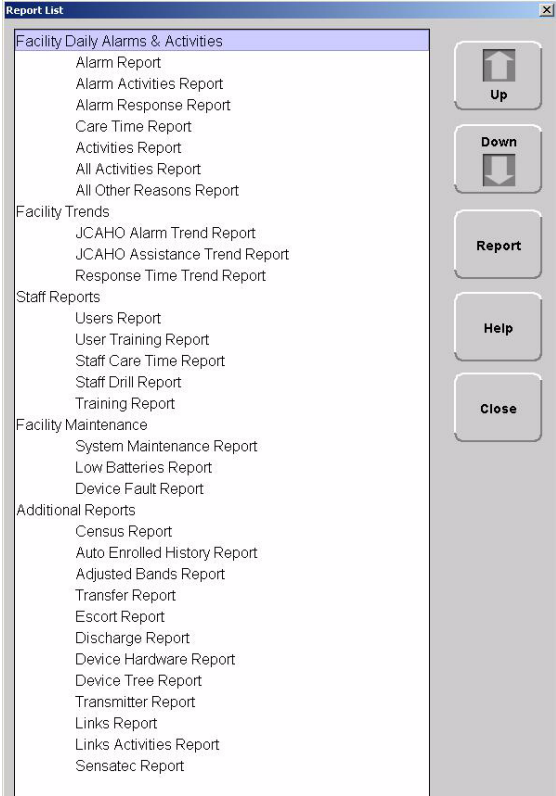 Report List
Facility Daily Alarms & Activities
Alarm Report
Alarm Activities Report
Alarm Response Report
Care Time Report
Activities Report
All Activities Report
All Other Reasons Report
Facility Trends
JCAHO Alarm Trend Report
JCAHO Assistance Trend Report
Response Time Trend Report
Staff Reports
Users Report
User Training Report
Staff Care Time Report
Staff Drill Report
Training Report
Facility Maintenance
System Maintenance Report
Low Batteries Report
Device Fault Report
Additional Reports
Census Report
Auto Enrolled History Report
Adjusted Bands Report
Transfer Report
Escort Report
Discharge Report
Device Hardware Report
Device Tree Report
Transmitter Report
Links Report
Links Activities Report
Sensatec Report
Up
Down
Report
Help
Close